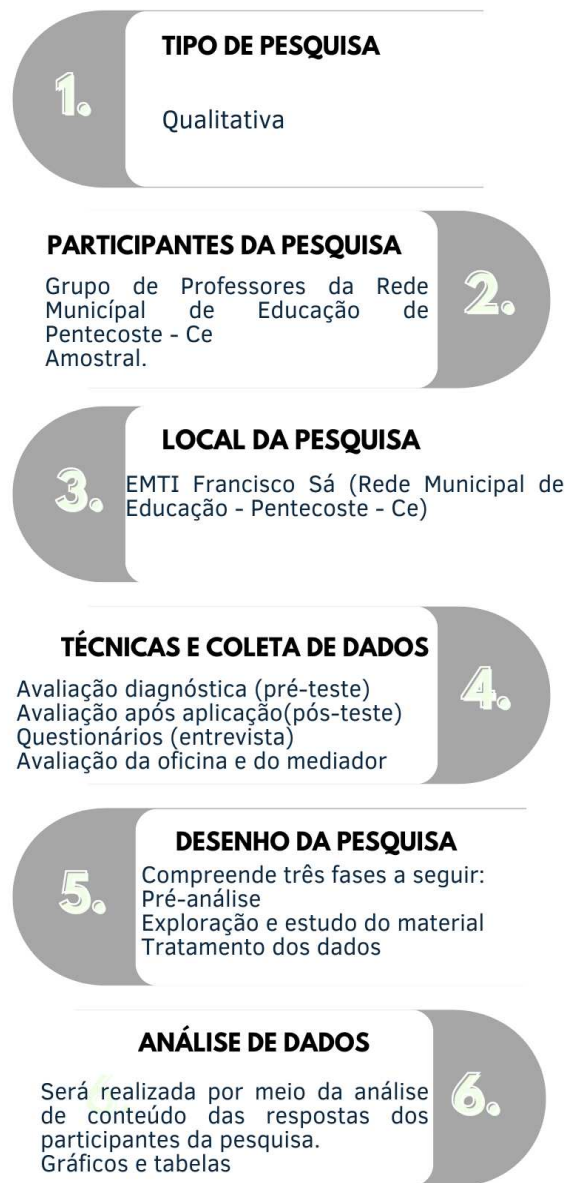 1.
TIPO DE PESQUISA
Qualitativa
PARTICIPANTES DA PESQUISA
2.
Grupo de Professores da Rede
Municípal de Educação de
Pentecoste - Ce
Amostral.
LOCAL DA PESQUISA
3.
EMTI Francisco Sá (Rede Municipal de
Educação - Pentecoste - Ce)
TÉCNICAS E COLETA DE DADOS
4.
Avaliação diagnóstica (pré-teste)
Avaliação após aplicação(pós-teste)
Questionários (entrevista)
Avaliação da oficina e do mediador
DESENHO DA PESQUISA
5.
Compreende três fases a seguir:
Pré-análise
Exploração e estudo do material
Tratamento dos dados
ANÁLISE DE DADOS
6.
Será realizada por meio da análise
de conteúdo das respostas dos
participantes da pesquisa.
Gráficos e tabelas